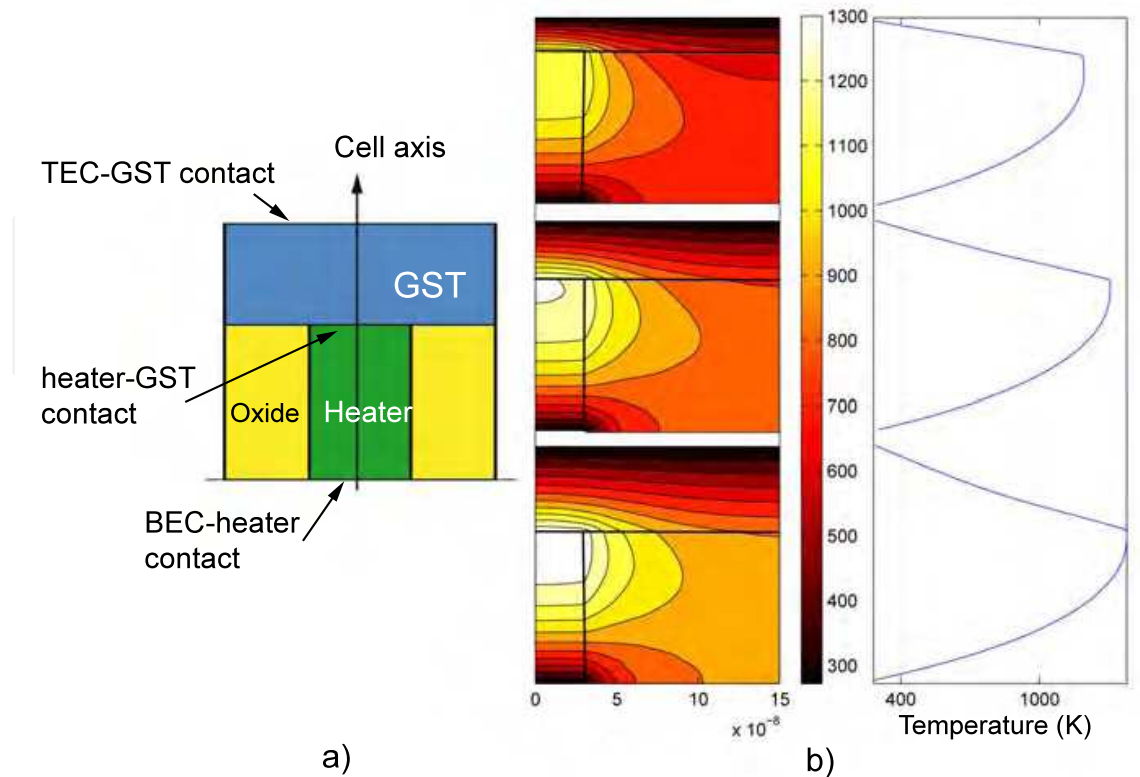 Cell axis
TEC-GST contact
GST
heater-GST
contact
Oxide
Heater
BEC-heater
contact
a)
0
5
10
15
x 10⁻⁸
1300
1200
1100
1000
900
800
700
600
500
400
300
400
1000
Temperature (K)
b)